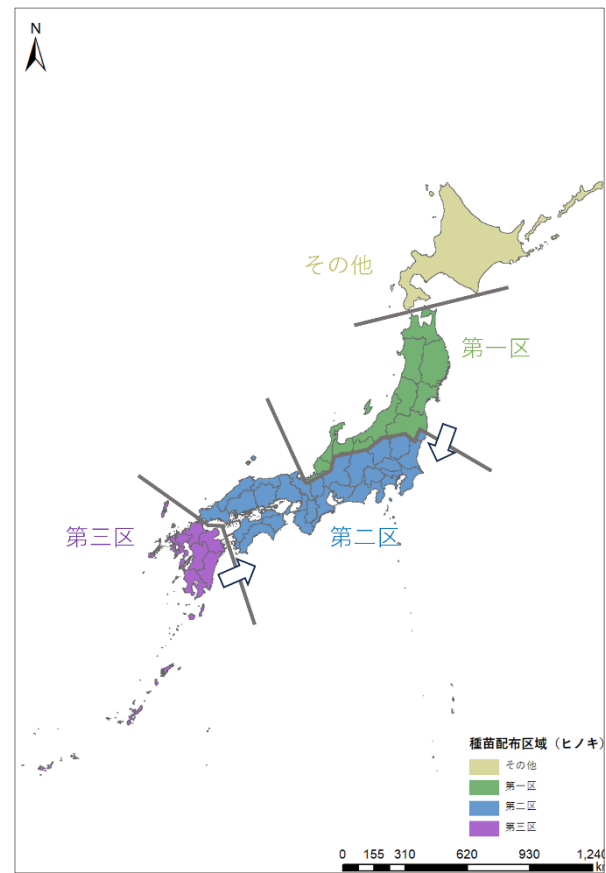 N
その他
第一区
第三区
第二区
種苗配布区域（ヒノキ）
その他
第一区
第二区
第三区
0 155 310 620 930 1,240
km